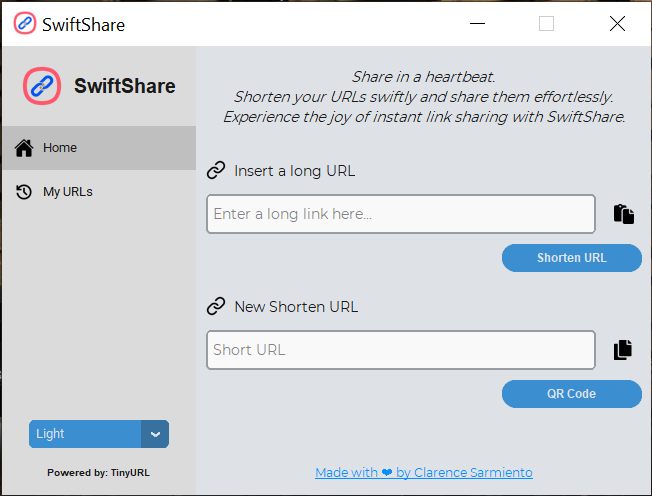 SwiftShare
SwiftShare
Home
My URLs
Light
Powered by: TinyURL
Share in a heartbeat.
Shorten your URLs swiftly and share them effortlessly.
Experience the joy of instant link sharing with SwiftShare.
Insert a long URL
Enter a long link here...
Shorten URL
New Shorten URL
Short URL
QR Code
Made with ❤ by Clarence Sarmiento